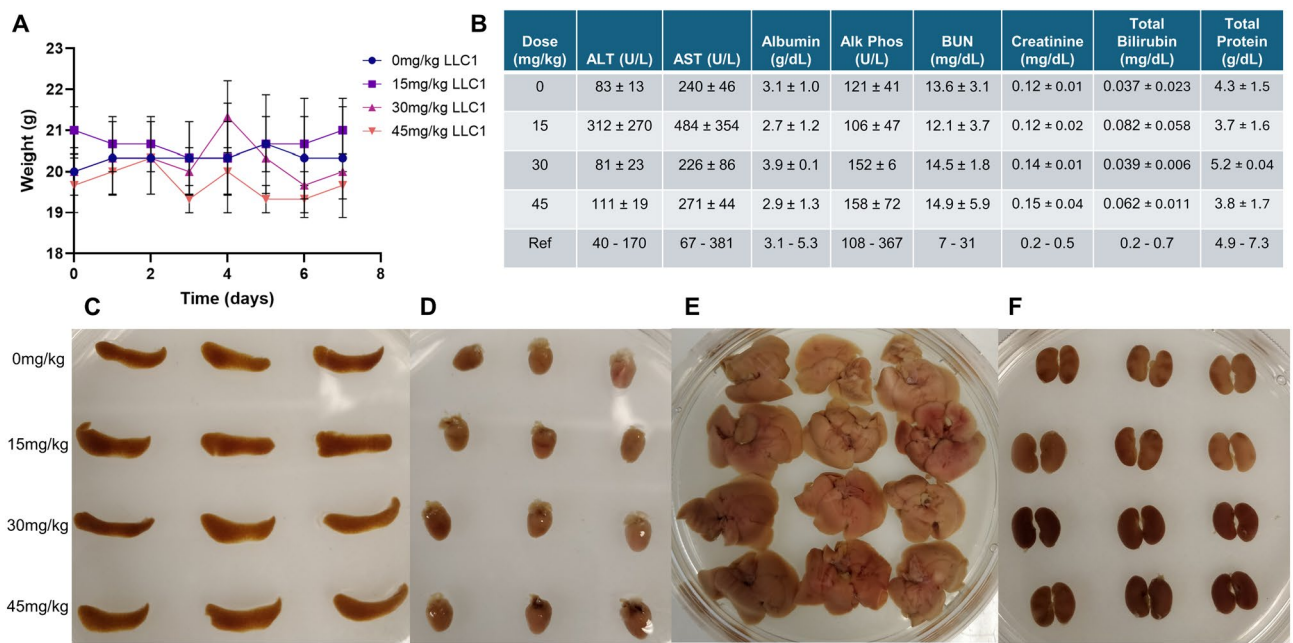 A
23
22
21
20
19
18
Weight (g)
0 2 4 6 8
Time (days)
0mg/kg LLC1
15mg/kg LLC1
30mg/kg LLC1
45mg/kg LLC1
B
Dose (mg/kg) ALT (U/L) AST (U/L) Albumin (g/dL) Alk Phos (U/L) BUN (mg/dL) Creatinine (mg/dL) Total Bilirubin (mg/dL) Total Protein (g/dL)
0 83 ± 13 240 ± 46 3.1 ± 1.0 121 ± 41 13.6 ± 3.1 0.12 ± 0.01 0.037 ± 0.023 4.3 ± 1.5
15 312 ± 270 484 ± 354 2.7 ± 1.2 106 ± 47 12.1 ± 3.7 0.12 ± 0.02 0.082 ± 0.058 3.7 ± 1.6
30 81 ± 23 226 ± 86 3.9 ± 0.1 152 ± 6 14.5 ± 1.8 0.14 ± 0.01 0.039 ± 0.006 5.2 ± 0.04
45 111 ± 19 271 ± 44 2.9 ± 1.3 158 ± 72 14.9 ± 5.9 0.15 ± 0.04 0.062 ± 0.011 3.8 ± 1.7
Ref 40 - 170 67 - 381 3.1 - 5.3 108 - 367 7 - 31 0.2 - 0.5 0.2 - 0.7 4.9 - 7.3
C D E F
0mg/kg
15mg/kg
30mg/kg
45mg/kg